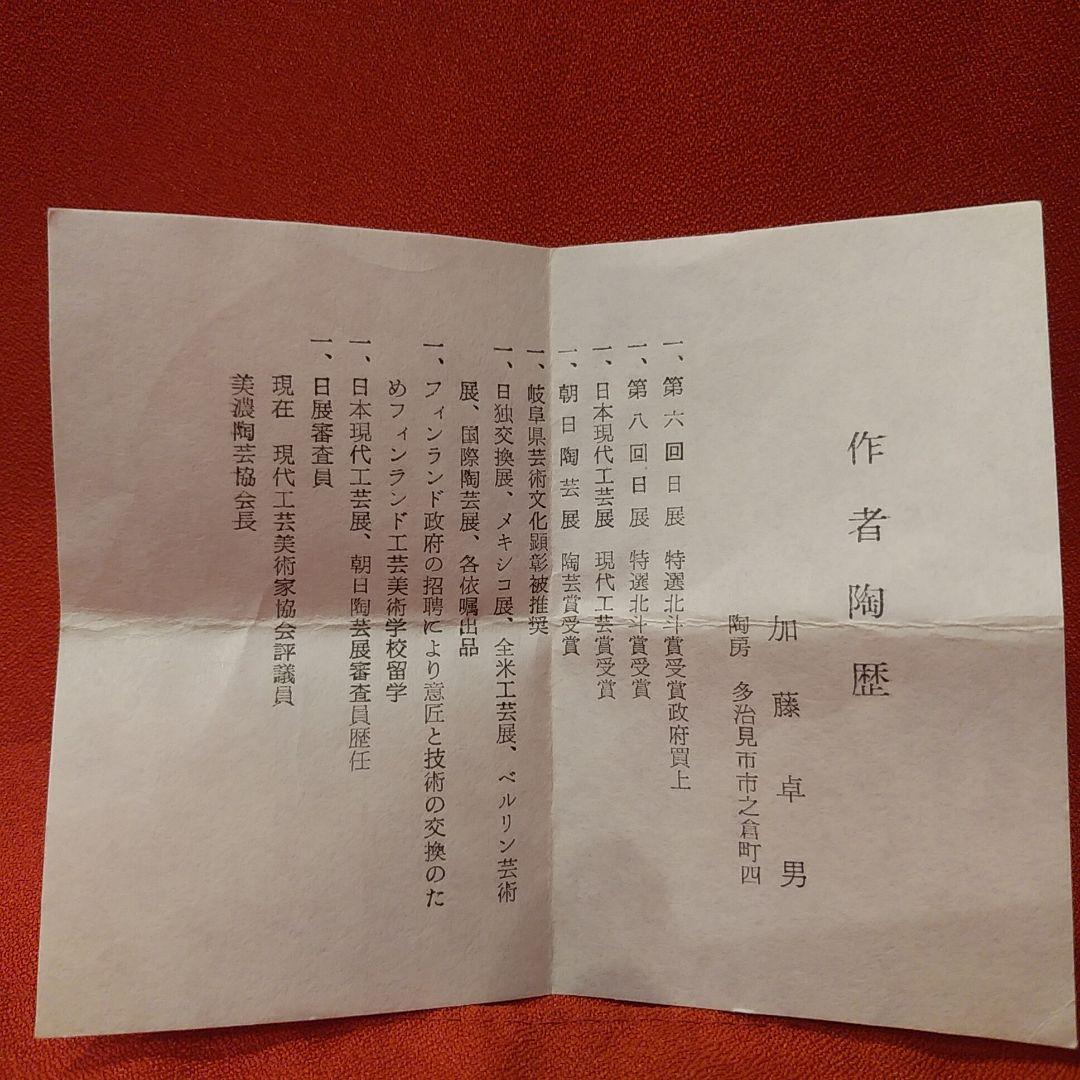 作者陶歴
加藤卓男
陶房 多治見市市之倉町四
一、第六回日展 特選北斗賞受賞政府買上
一、第八回日展 特選北斗賞受賞
一、日本現代工芸展 現代工芸賞受賞
一、朝日陶芸展 陶芸賞受賞
一、岐阜県芸術文化顕彰被推奨
一、日独交換展、メキシコ展、全米工芸展、ベルリン芸術
展、国際陶芸展、各依嘱出品
一、フィンランド政府の招聘により意匠と技術の交換のた
めフィンランド工芸美術学校留学
一、日本現代工芸展、朝日陶芸展審査員歴任
一、日展審査員
現在 現代工芸美術家協会評議員
美濃陶芸協会長